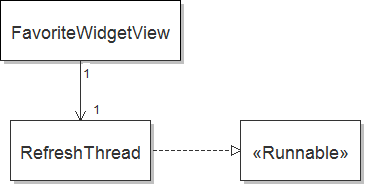 FavoriteWidgetView
1
1
RefreshThread
«Runnable»